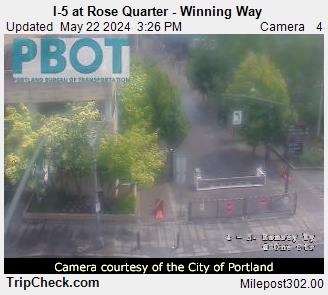 I-5 at Rose Quarter - Winning Way
Updated May 22 2024 3:26 PM Camera 4
PBOT
PORTLAND BUREAU OF TRANSPORTATION
Camera courtesy of the City of Portland
TripCheck.com Milepost302.00